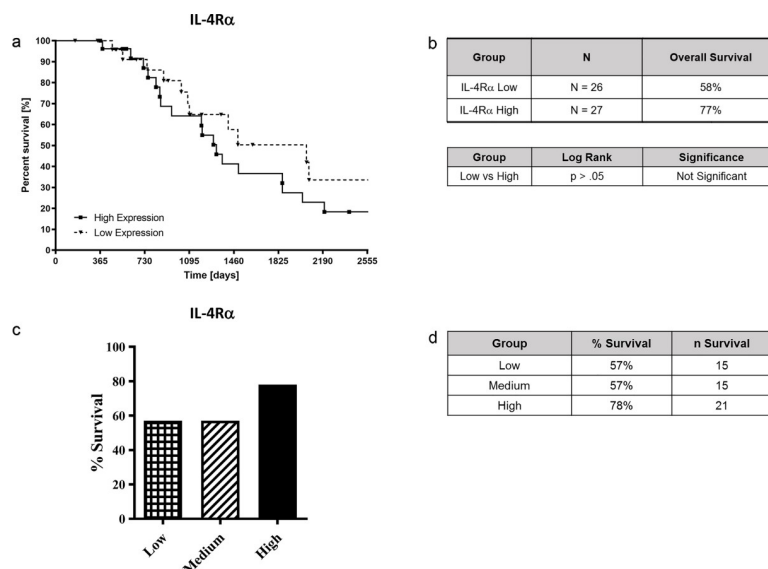 IL-4Rα
a
Percent survival [%]
100
90
80
70
60
50
40
30
20
10
0
High Expression
Low Expression
0 365 730 1095 1460 1825 2190 2555
Time [days]
b
Group N Overall Survival
IL-4Rα Low N = 26 58%
IL-4Rα High N = 27 77%
Group Log Rank Significance
Low vs High p > .05 Not Significant
c
IL-4Rα
% Survival
100
80
60
40
20
0
Low Medium High
d
Group % Survival n Survival
Low 57% 15
Medium 57% 15
High 78% 21